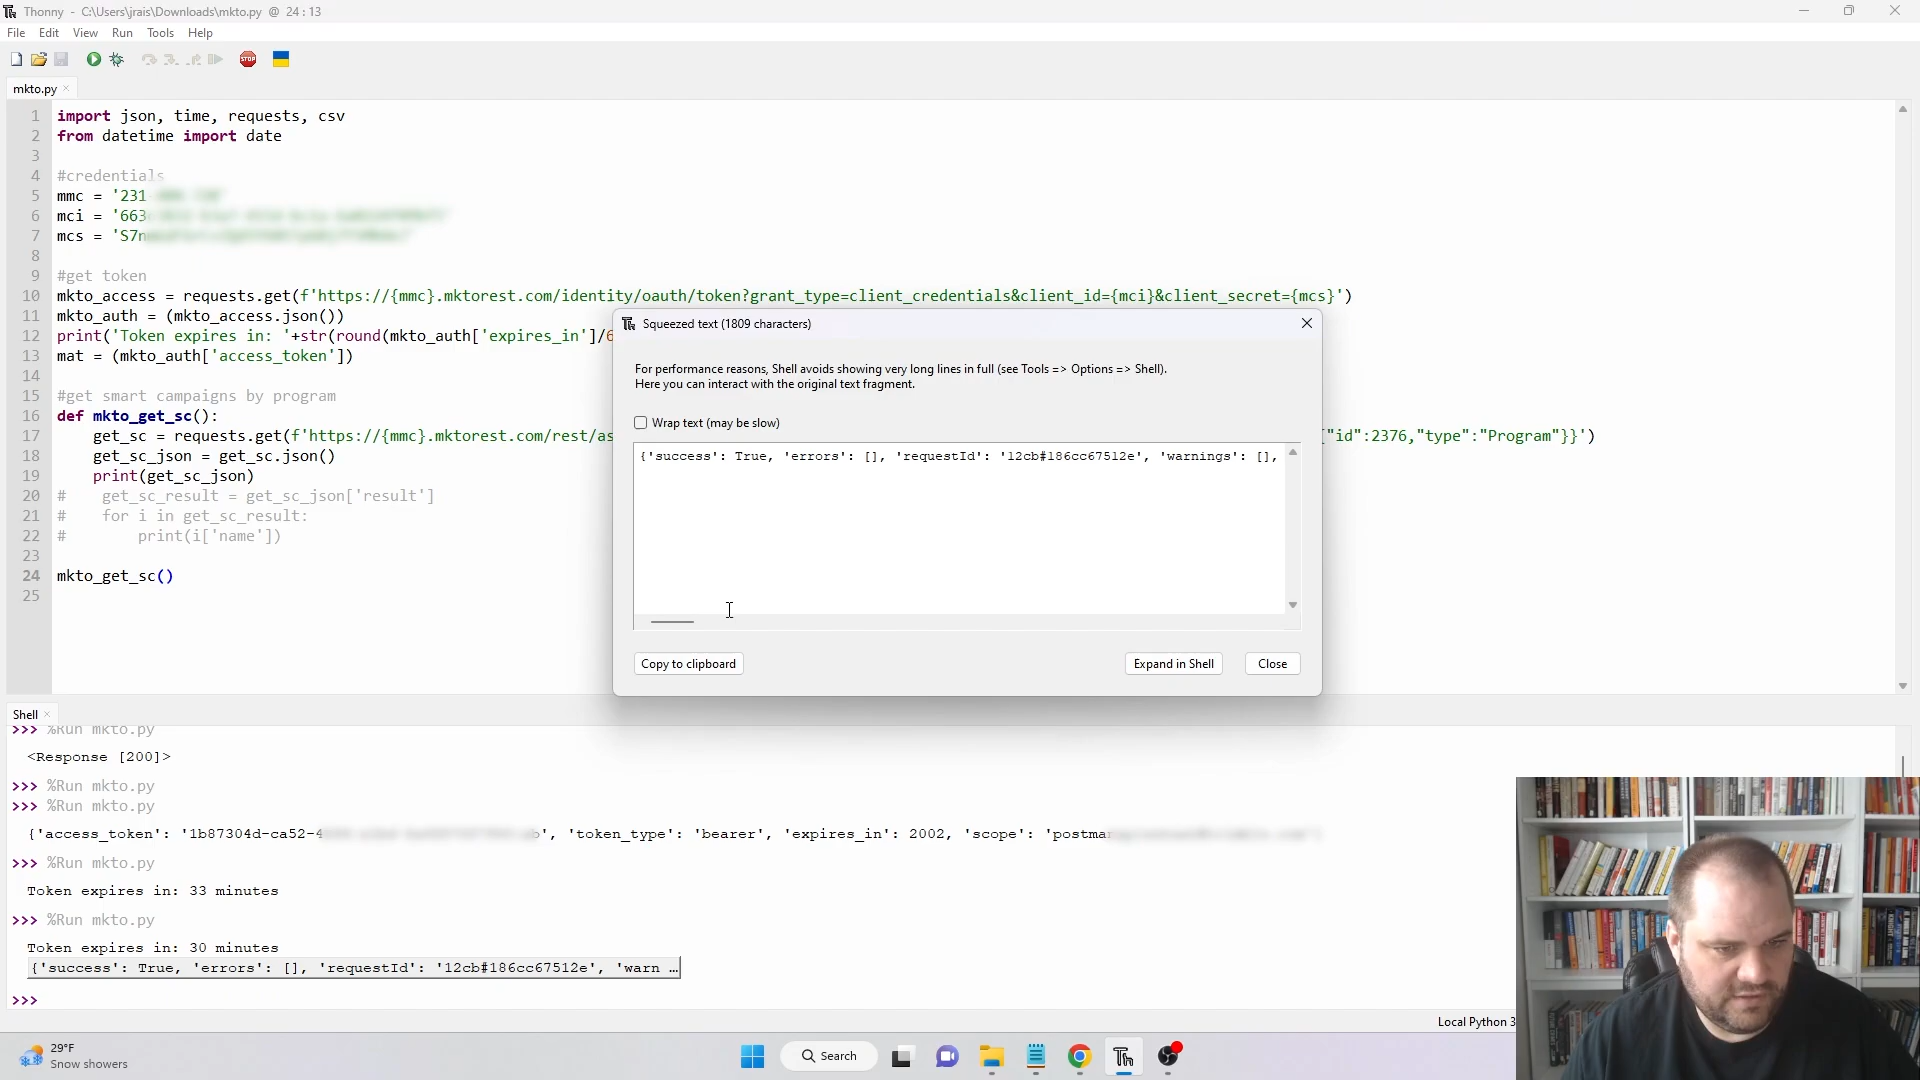 Thonny - C:\Users\jrais\Downloads\mkto.py @ 24 : 13
File Edit View Run Tools Help
STOP
mkto.py ×
1 import json, time, requests, csv
2 from datetime import date
3
4 #credentials
5 mmc = '231
6 mci = '663
7 mcs = 'S7n
8
9 #get token
10 mkto_access = requests.get(f'https://{mmc}.mktorest.com/identity/oauth/token?grant_type=client_credentials&client_id={mci}&client_secret={mcs}')
11 mkto_auth = (mkto_access.json())
12 print('Token expires in: '+str(round(mkto_auth['expires_in']/6
13 mat = (mkto_auth['access_token'])
14
15 #get smart campaigns by program
16 def mkto_get_sc():
17 get_sc = requests.get(f'https://{mmc}.mktorest.com/rest/as "id":2376,"type":"Program"}}')
18 get_sc_json = get_sc.json()
19 print(get_sc_json)
20 # get_sc_result = get_sc_json['result']
21 # for i in get_sc_result:
22 # print(i['name'])
23
24 mkto_get_sc()
25
Squeezed text (1809 characters)
For performance reasons, Shell avoids showing very long lines in full (see Tools => Options => Shell).
Here you can interact with the original text fragment.
Wrap text (may be slow)
{'success': True, 'errors': [], 'requestId': '12cb#186cc67512e', 'warnings': [],
Copy to clipboard Expand in Shell Close
Shell ×
>>> %Run mkto.py
<Response [200]>
>>> %Run mkto.py
>>> %Run mkto.py
{'access_token': '1b87304d-ca52-4 b', 'token_type': 'bearer', 'expires_in': 2002, 'scope': 'postma
>>> %Run mkto.py
Token expires in: 33 minutes
>>> %Run mkto.py
Token expires in: 30 minutes
{'success': True, 'errors': [], 'requestId': '12cb#186cc67512e', 'warn …
>>>
Local Python 3
29°F
Snow showers
Search